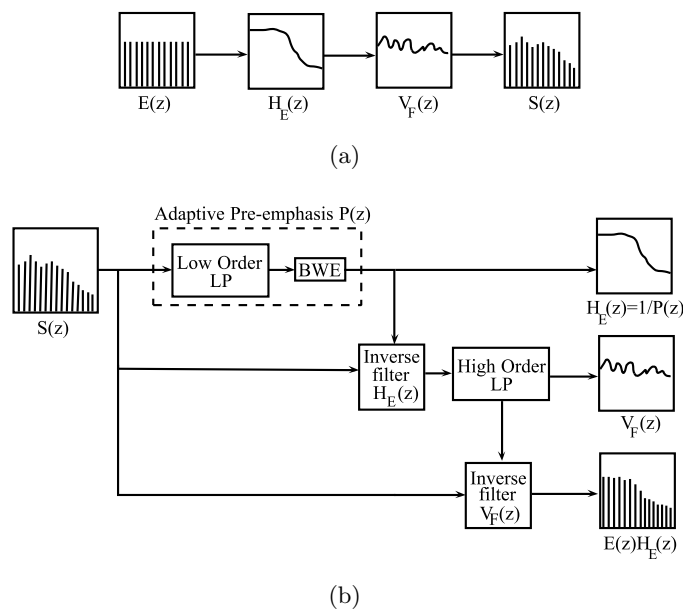 E(z)
H_E(z)
V_F(z)
S(z)
(a)
Adaptive Pre-emphasis P(z)
Low Order
LP
BWE
S(z)
H_E(z)=1/P(z)
Inverse
filter
H_E(z)
High Order
LP
V_F(z)
Inverse
filter
V_F(z)
E(z)H_E(z)
(b)